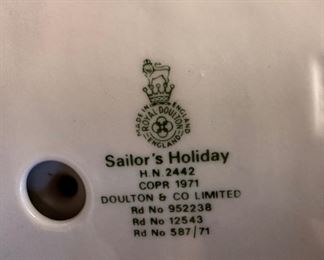 MADE IN ENGLAND
ROYAL DOULTON
ENGLAND
Sailor's Holiday
H.N. 2442
COPR 1971
DOULTON & CO LIMITED
Rd No 952238
Rd No 12543
Rd No 587/71